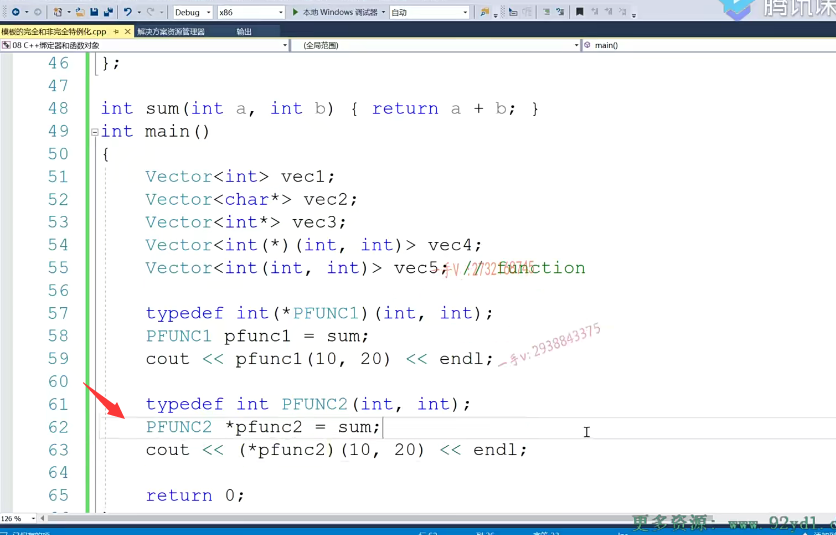 Debug x86 本地 Windows 调试器 自动
腾讯课
模板的完全和非完全特例化.cpp 解决方案资源管理器 输出
08 C++绑定器和函数对象 (全局范围) main()
46 };
47
48 int sum(int a, int b) { return a + b; }
49 int main()
50 {
51 Vector<int> vec1;
52 Vector<char*> vec2;
53 Vector<int*> vec3;
54 Vector<int(*)(int, int)> vec4;
55 Vector<int(int, int)> vec5; // function
56
57 typedef int(*PFUNC1)(int, int);
58 PFUNC1 pfunc1 = sum;
59 cout << pfunc1(10, 20) << endl;
一手v:2938843375
60
61 typedef int PFUNC2(int, int);
62 PFUNC2 *pfunc2 = sum;
63 cout << (*pfunc2)(10, 20) << endl;
64
65 return 0;
126 %
更多资源: www.92ydl.c